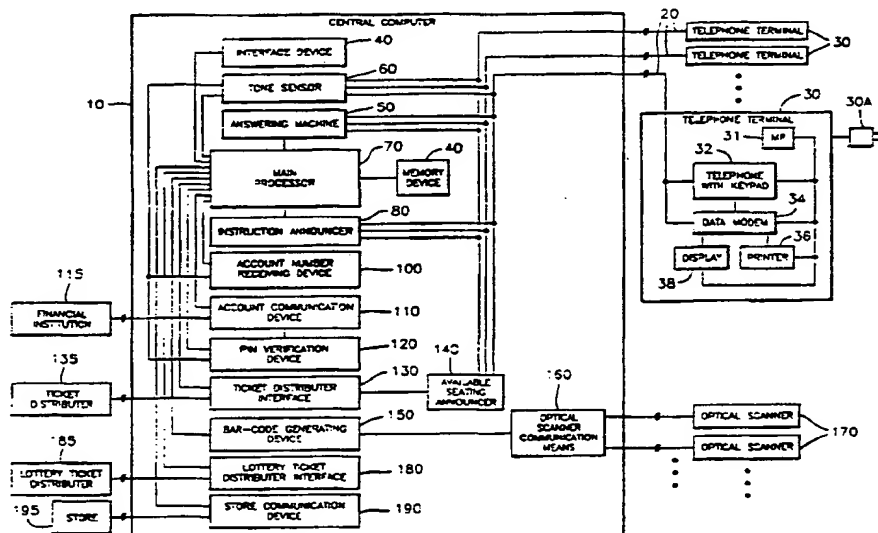 CENTRAL COMPUTER
10
INTERFACE DEVICE
40
TONE SENSOR
60
ANSWERING MACHINE
50
MAIN
PROCESSOR
70
MEMORY
DEVICE
40
INSTRUCTION ANNOUNCER
80
ACCOUNT NUMBER
RECEIVING DEVICE
100
ACCOUNT COMMUNICATION
DEVICE
110
PIN VERIFICATION
DEVICE
120
TICKET DISTRIBUTER
INTERFACE
130
AVAILABLE
SEATING
ANNOUNCER
140
BAR-CODE GENERATING
DEVICE
150
OPTICAL
SCANNER
COMMUNICATION
MEANS
160
LOTTERY TICKET
DISTRIBUTER INTERFACE
180
STORE COMMUNICATION
DEVICE
190
115
FINANCIAL
INSTITUTION
135
TICKET
DISTRIBUTER
185
LOTTERY TICKET
DISTRIBUTER
195
STORE
20
TELEPHONE TERMINAL
TELEPHONE TERMINAL
30
30
TELEPHONE TERMINAL
30A
31
MP
32
TELEPHONE
WITH KEYPAD
34
DATA MODEM
36
DISPLAY
PRINTER
38
OPTICAL SCANNER
OPTICAL SCANNER
170